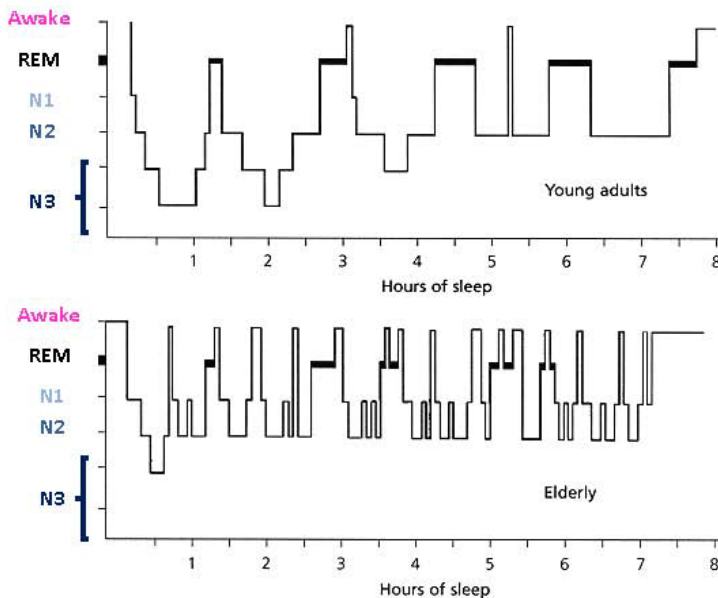 Awake
REM
N1
N2
N3
Young adults
1 2 3 4 5 6 7 8
Hours of sleep
Awake
REM
N1
N2
N3
Elderly
1 2 3 4 5 6 7 8
Hours of sleep